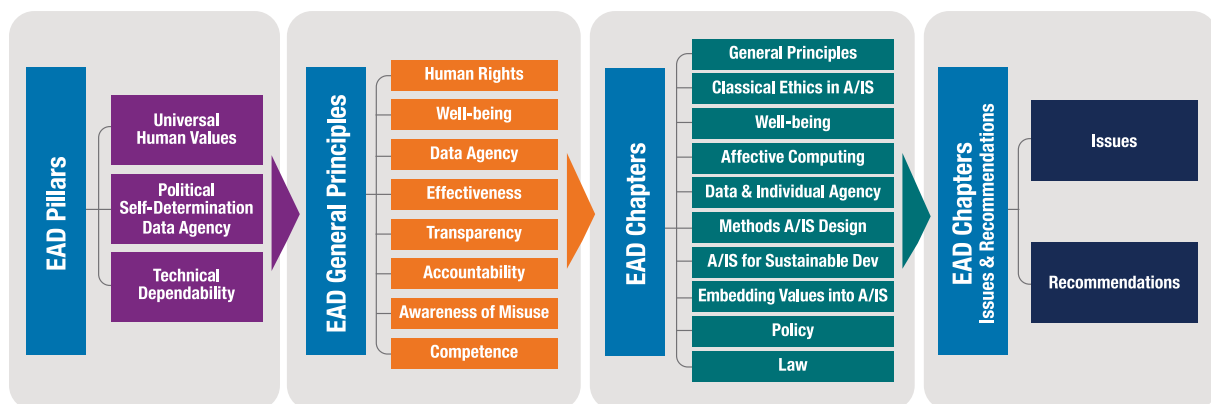 EAD Pillars
Universal
Human Values
Political
Self-Determination
Data Agency
Technical
Dependability
EAD General Principles
Human Rights
Well-being
Data Agency
Effectiveness
Transparency
Accountability
Awareness of Misuse
Competence
EAD Chapters
General Principles
Classical Ethics in A/IS
Well-being
Affective Computing
Data & Individual Agency
Methods A/IS Design
A/IS for Sustainable Dev
Embedding Values into A/IS
Policy
Law
EAD Chapters
Issues & Recommendations
Issues
Recommendations